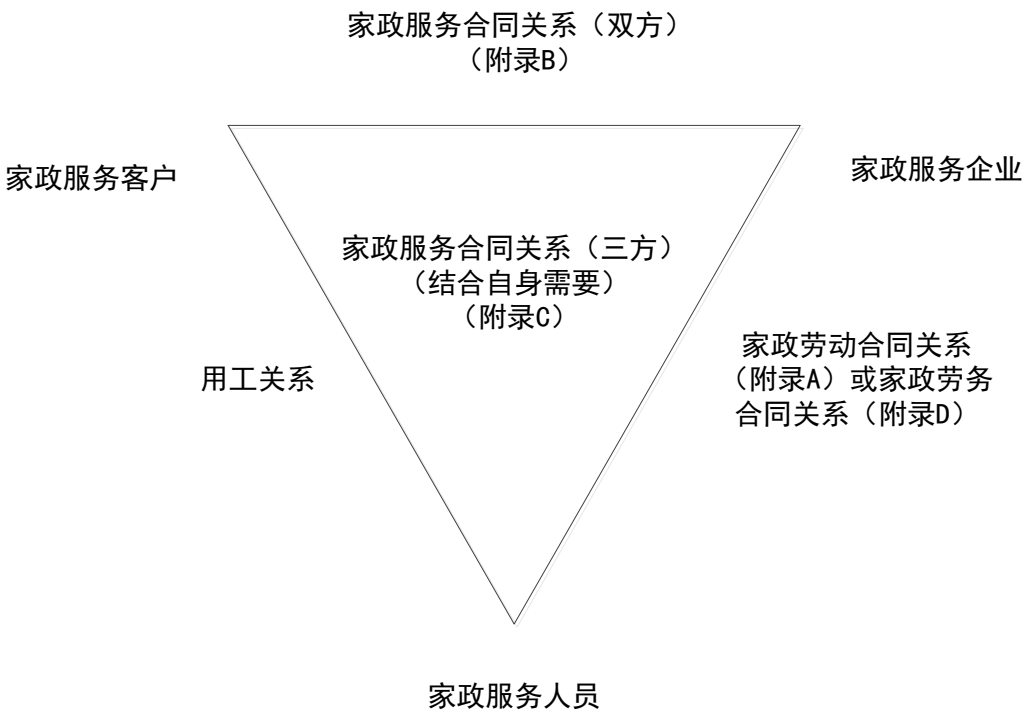 家政服务合同关系（双方）
（附录B）
家政服务客户
家政服务企业
家政服务合同关系（三方）
（结合自身需要）
（附录C）
用工关系
家政劳动合同关系
（附录A）或家政劳务
合同关系（附录D）
家政服务人员